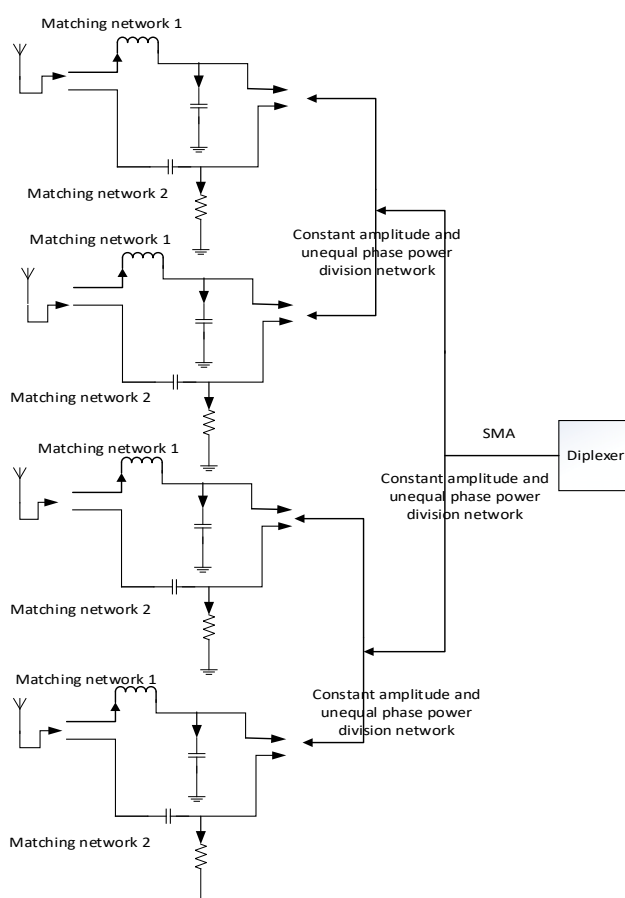 Matching network 1
Matching network 2
Matching network 1
Constant amplitude and
unequal phase power
division network
Matching network 2
SMA
Diplexer
Matching network 1
Constant amplitude and
unequal phase power
division network
Matching network 2
Matching network 1
Constant amplitude and
unequal phase power
division network
Matching network 2